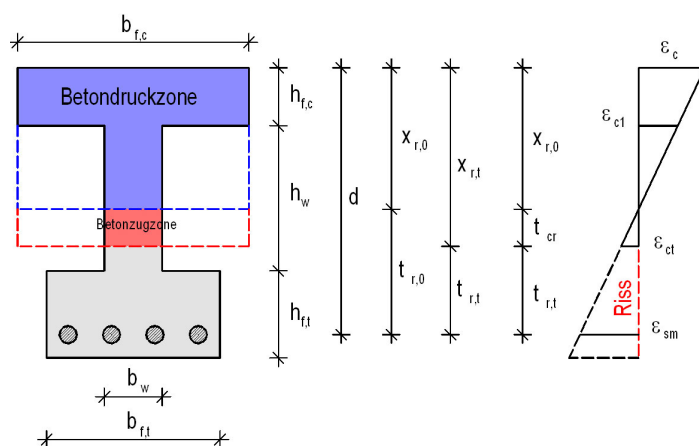 b f,c
Betondruckzone
h f,c
Betonzugzone
h w
h f,t
b w
b f,t
d
x r,0
t r,0
x r,t
t r,t
x r,0
t cr
t r,t
ε c
ε c1
ε ct
Riss
ε sm